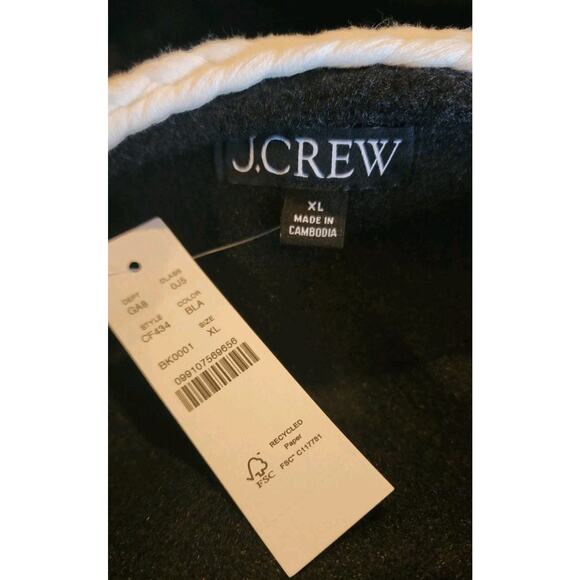 J.CREW
XL
MADE IN
CAMBODIA
DEPT CLASS
GA8 0J5
STYLE COLOR
CF434 BLA
SIZE
BK0001 XL
099107569656
RECYCLED
Paper
FSC
FSC® C117781